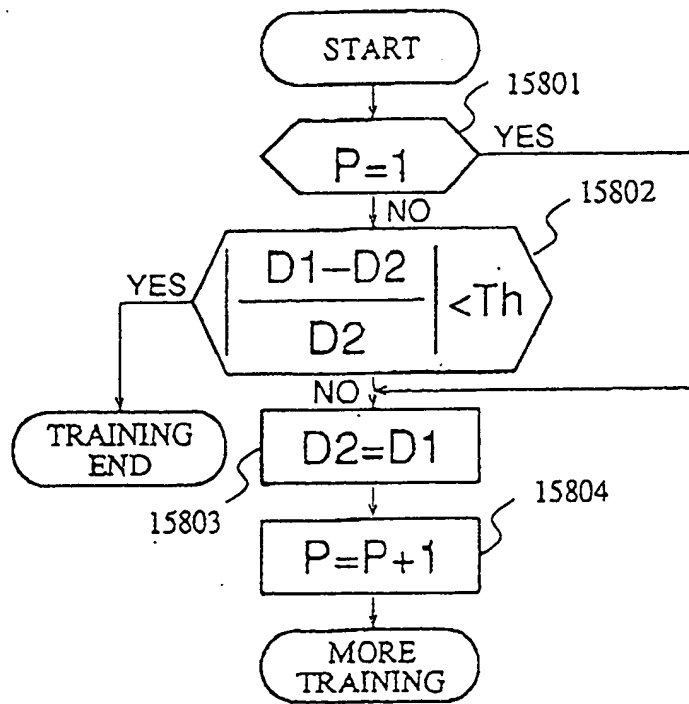 START
15801
P=1
YES
NO
15802
YES
| D1-D2 / D2 | <Th
NO
TRAINING
END
D2=D1
15803
15804
P=P+1
MORE
TRAINING